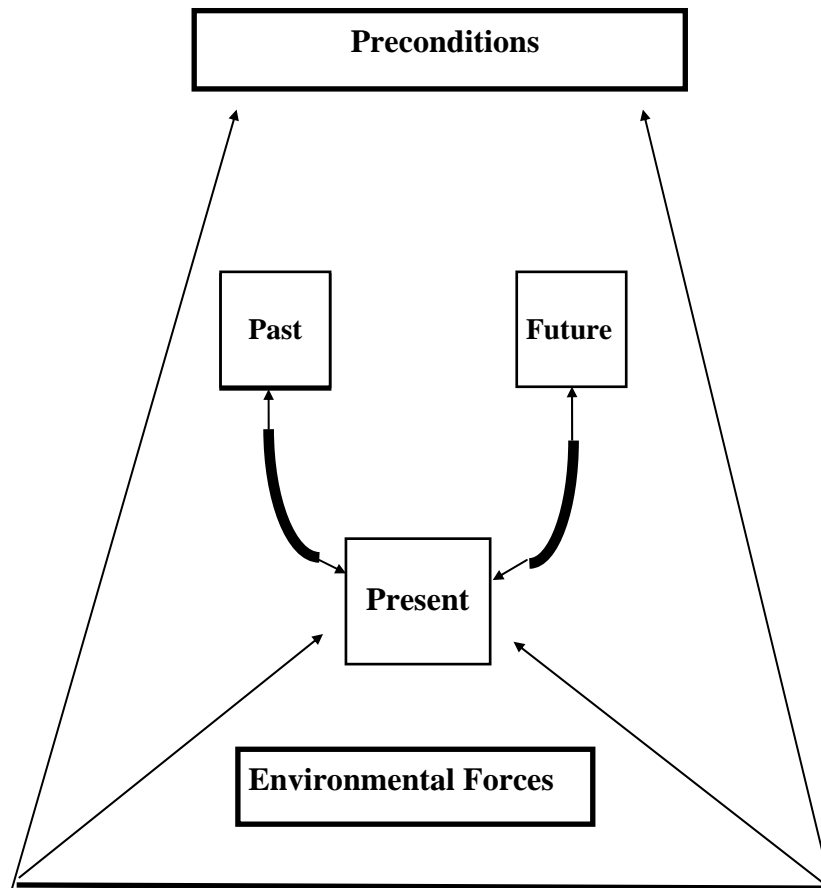 Preconditions
Past
Future
Present
Environmental Forces